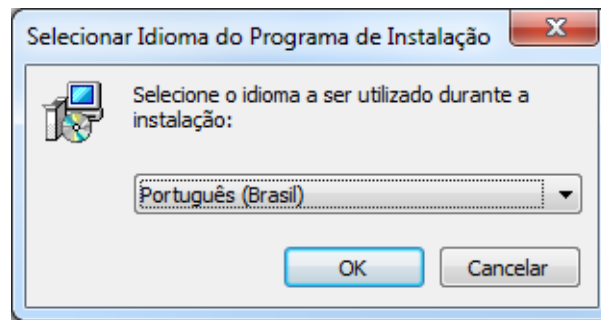 Selecionar Idioma do Programa de Instalação
Selecione o idioma a ser utilizado durante a
instalação:
Português (Brasil)
OK Cancelar